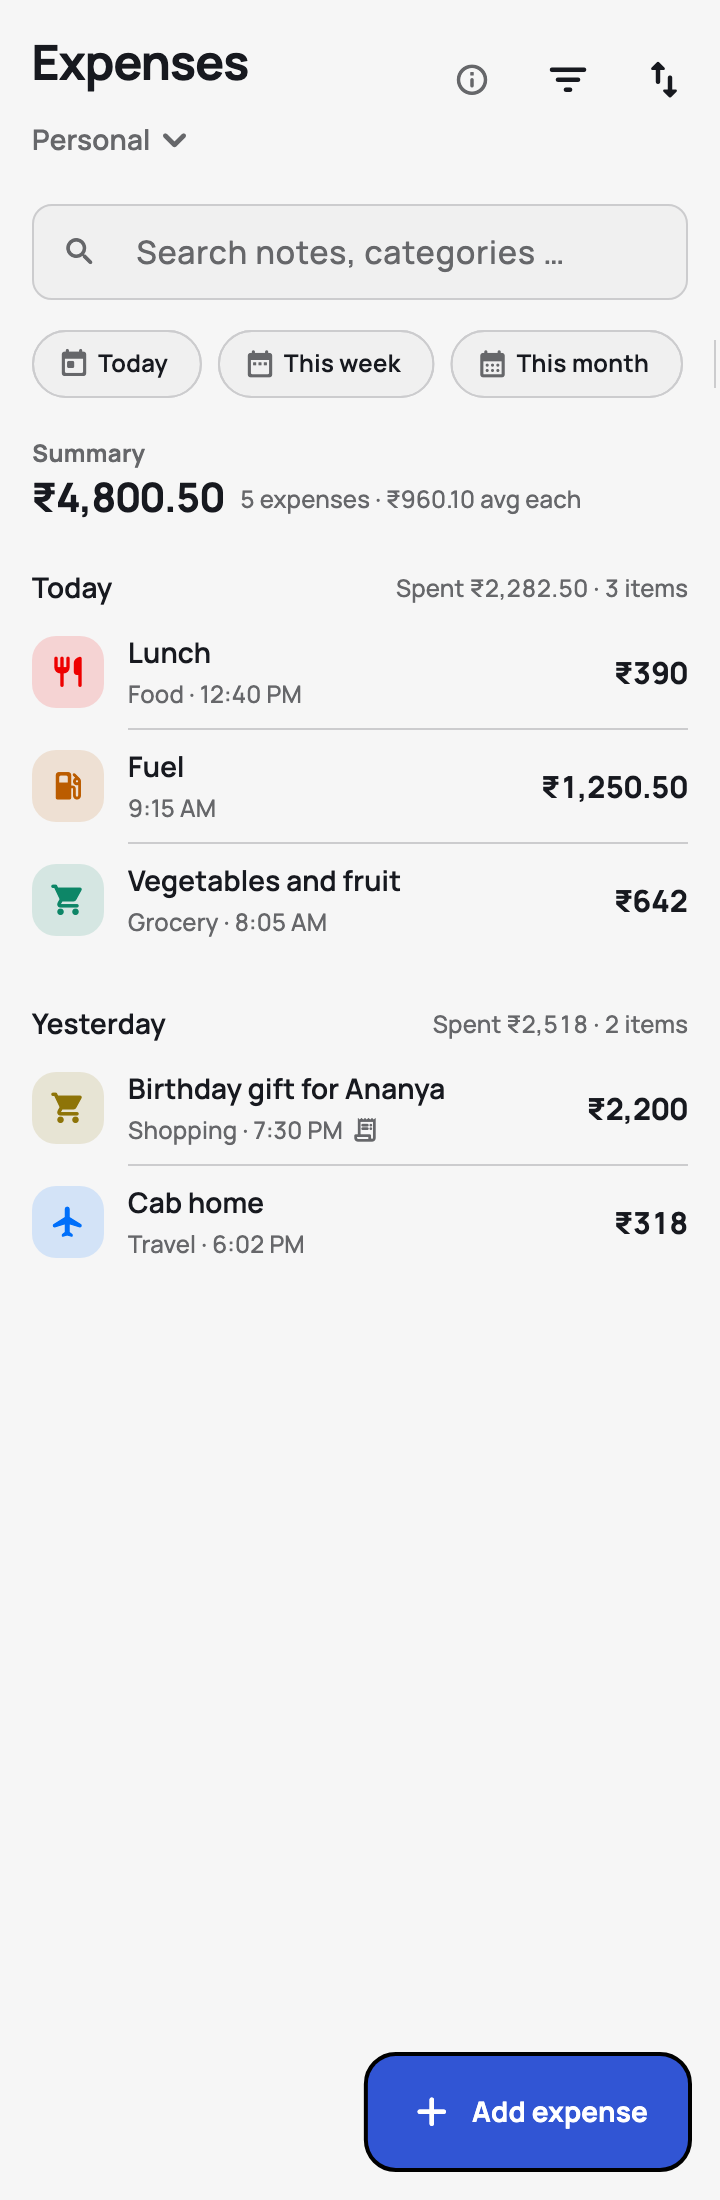 Expenses
Personal
Search notes, categories ...
Today
This week
This month
Summary
₹4,800.50 5 expenses · ₹960.10 avg each
Today Spent ₹2,282.50 · 3 items
Lunch
Food · 12:40 PM
₹390
Fuel
9:15 AM
₹1,250.50
Vegetables and fruit
Grocery · 8:05 AM
₹642
Yesterday Spent ₹2,518 · 2 items
Birthday gift for Ananya
Shopping · 7:30 PM
₹2,200
Cab home
Travel · 6:02 PM
₹318
Add expense